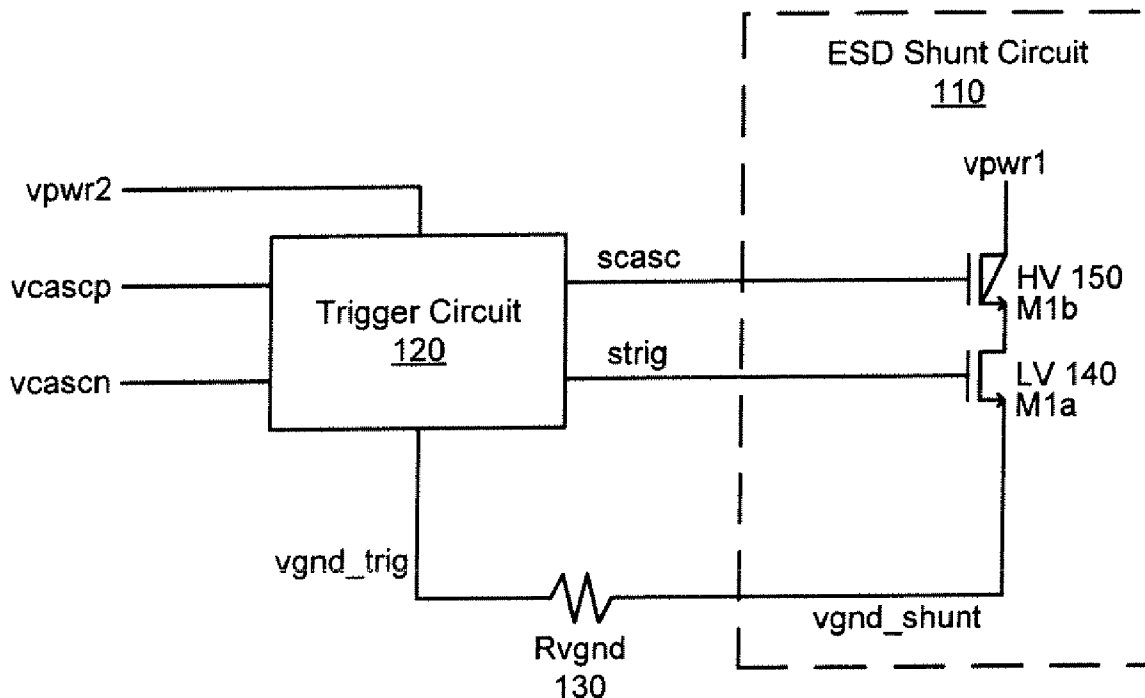 ESD Shunt Circuit
110
vpwr1
vpwr2
vcascp
vcascn
Trigger Circuit
120
scasc
strig
HV 150
M1b
LV 140
M1a
vgnd_trig
vgnd_shunt
Rvgnd
130